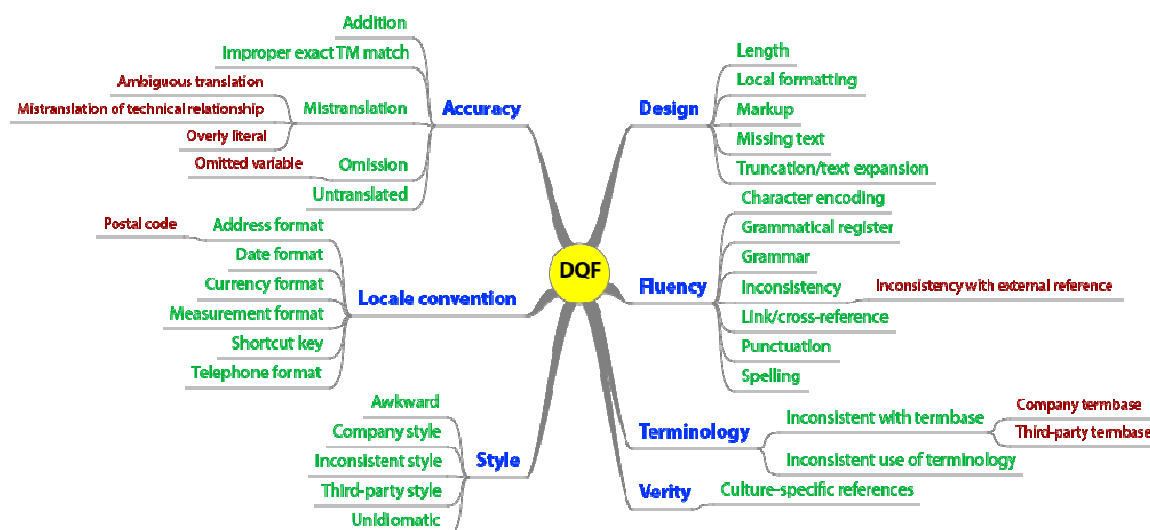 DQF
Accuracy
Addition
Improper exact TM match
Mistranslation
Ambiguous translation
Mistranslation of technical relationship
Overly literal
Omission
Omitted variable
Untranslated
Locale convention
Address format
Postal code
Date format
Currency format
Measurement format
Shortcut key
Telephone format
Style
Awkward
Company style
Inconsistent style
Third-party style
Unidiomatic
Design
Length
Local formatting
Markup
Missing text
Truncation/text expansion
Fluency
Character encoding
Grammatical register
Grammar
Inconsistency
Inconsistency with external reference
Link/cross-reference
Punctuation
Spelling
Terminology
Inconsistent with termbase
Company termbase
Third-party termbase
Inconsistent use of terminology
Verity
Culture-specific references